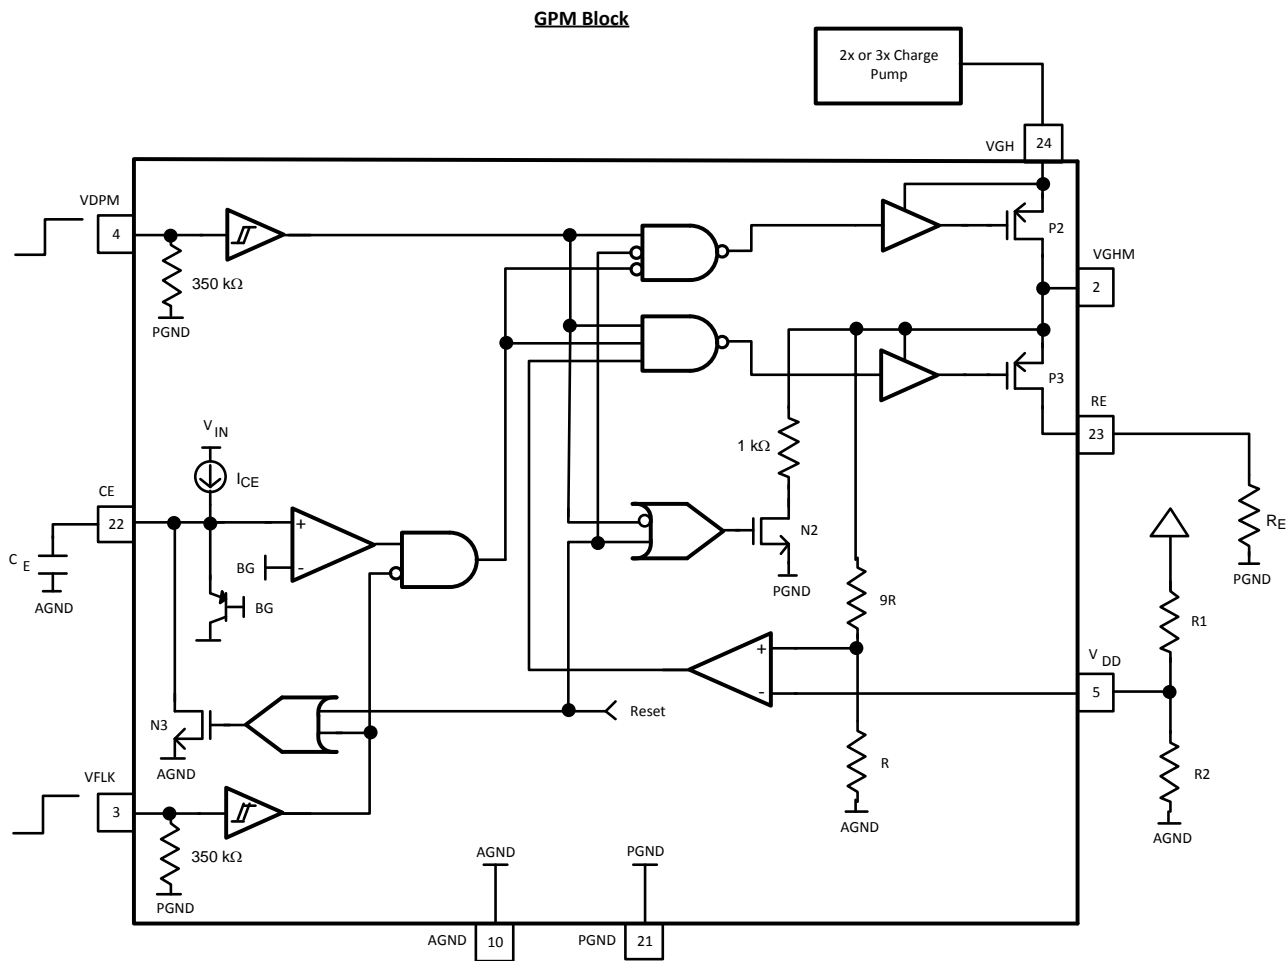 GPM Block
2x or 3x Charge
Pump
VGH
24
VDPM
4
350 kΩ
PGND
P2
VGHM
2
P3
RE
23
1 kΩ
V IN
I CE
CE
22
C E
AGND
+
-
BG
BG
N2
PGND
R E
PGND
9R
R1
V DD
5
+
-
N3
Reset
AGND
R
R2
VFLK
3
AGND
AGND
350 kΩ
PGND
AGND
PGND
AGND
10
PGND
21